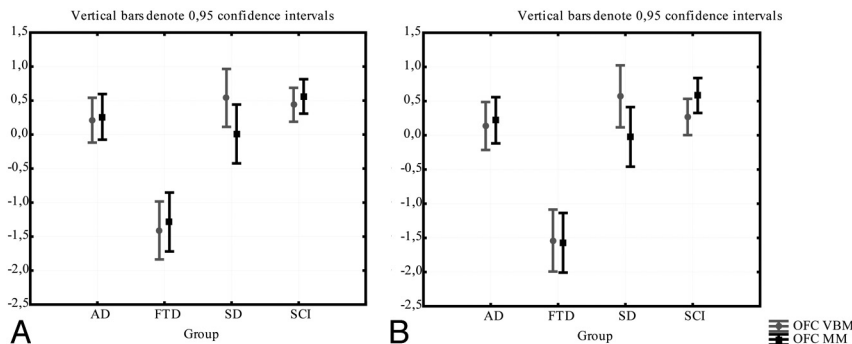 Vertical bars denote 0,95 confidence intervals
1,5
1,0
0,5
0,0
-0,5
-1,0
-1,5
-2,0
-2,5
AD FTD SD SCI
Group
A
Vertical bars denote 0,95 confidence intervals
1,5
1,0
0,5
0,0
-0,5
-1,0
-1,5
-2,0
-2,5
AD FTD SD SCI
Group
B
OFC VBM
OFC MM